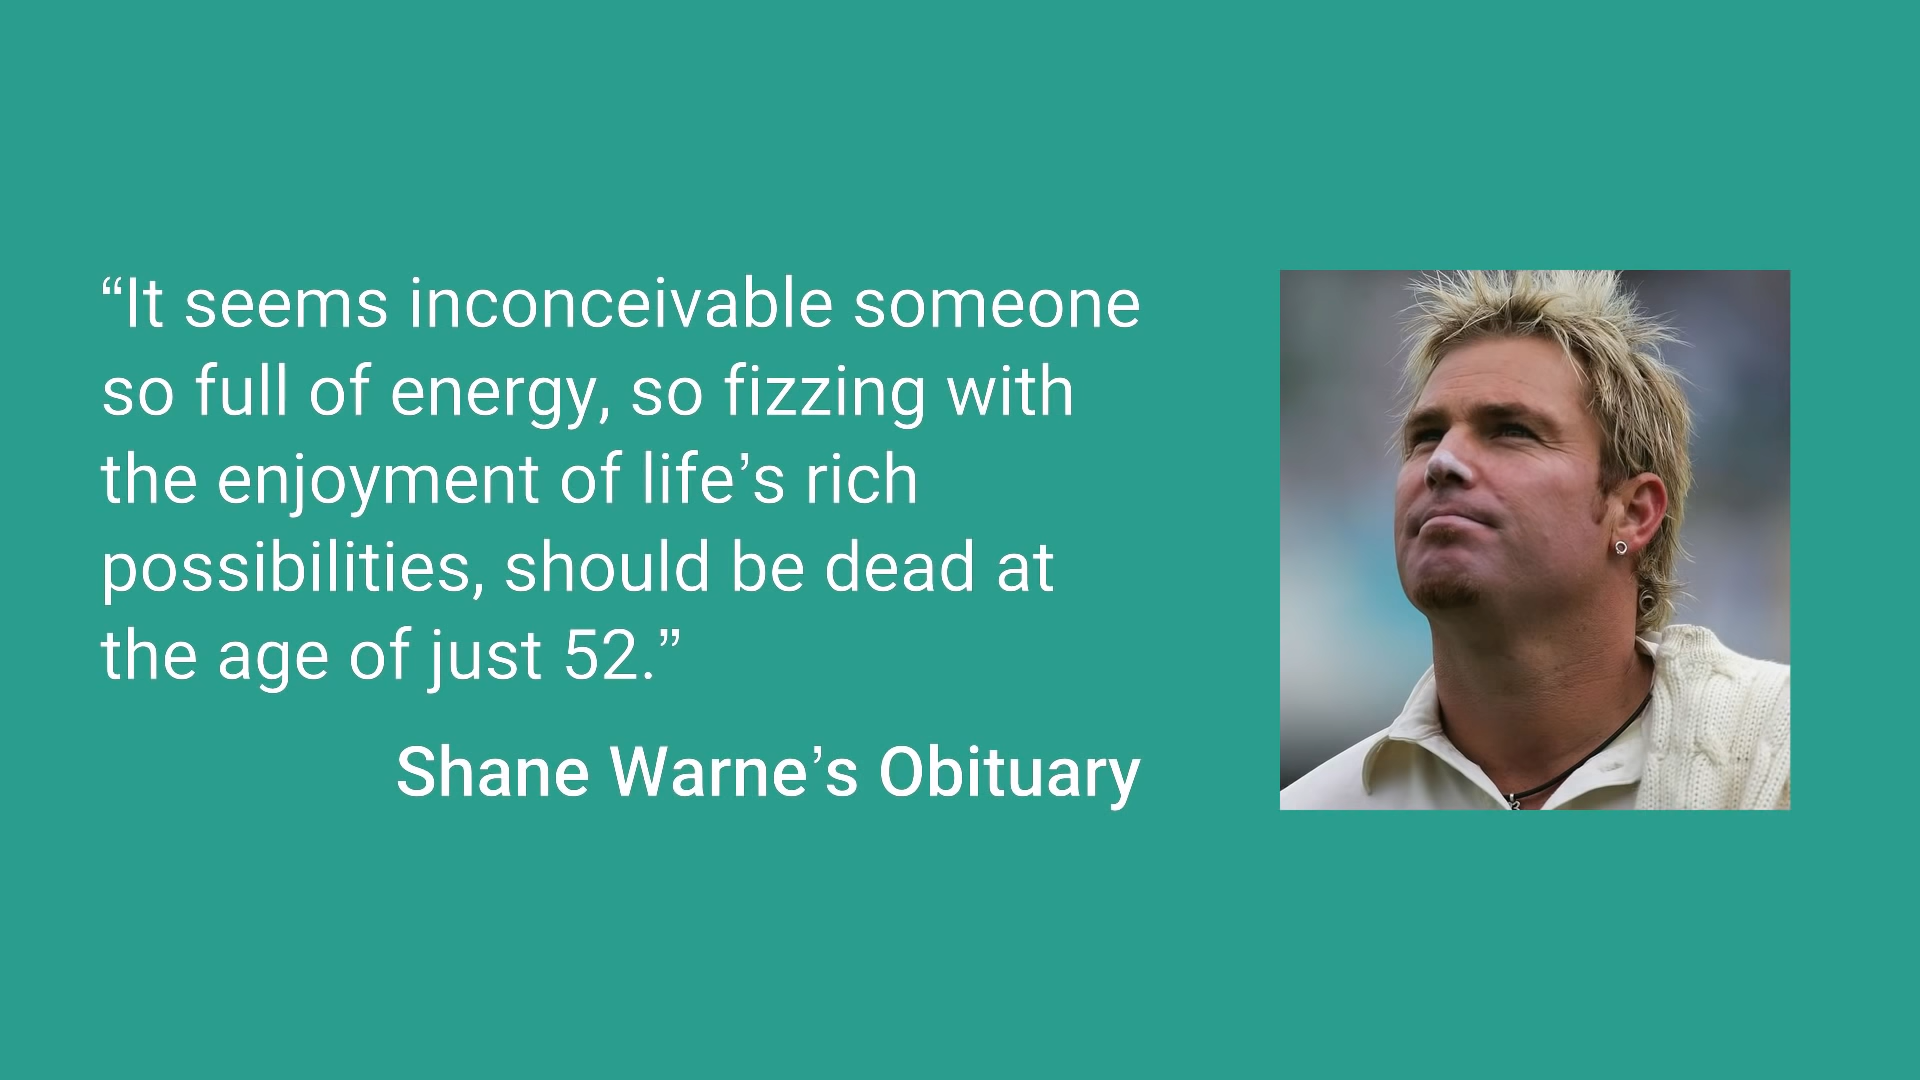 “It seems inconceivable someone
so full of energy, so fizzing with
the enjoyment of life’s rich
possibilities, should be dead at
the age of just 52.”
Shane Warne’s Obituary